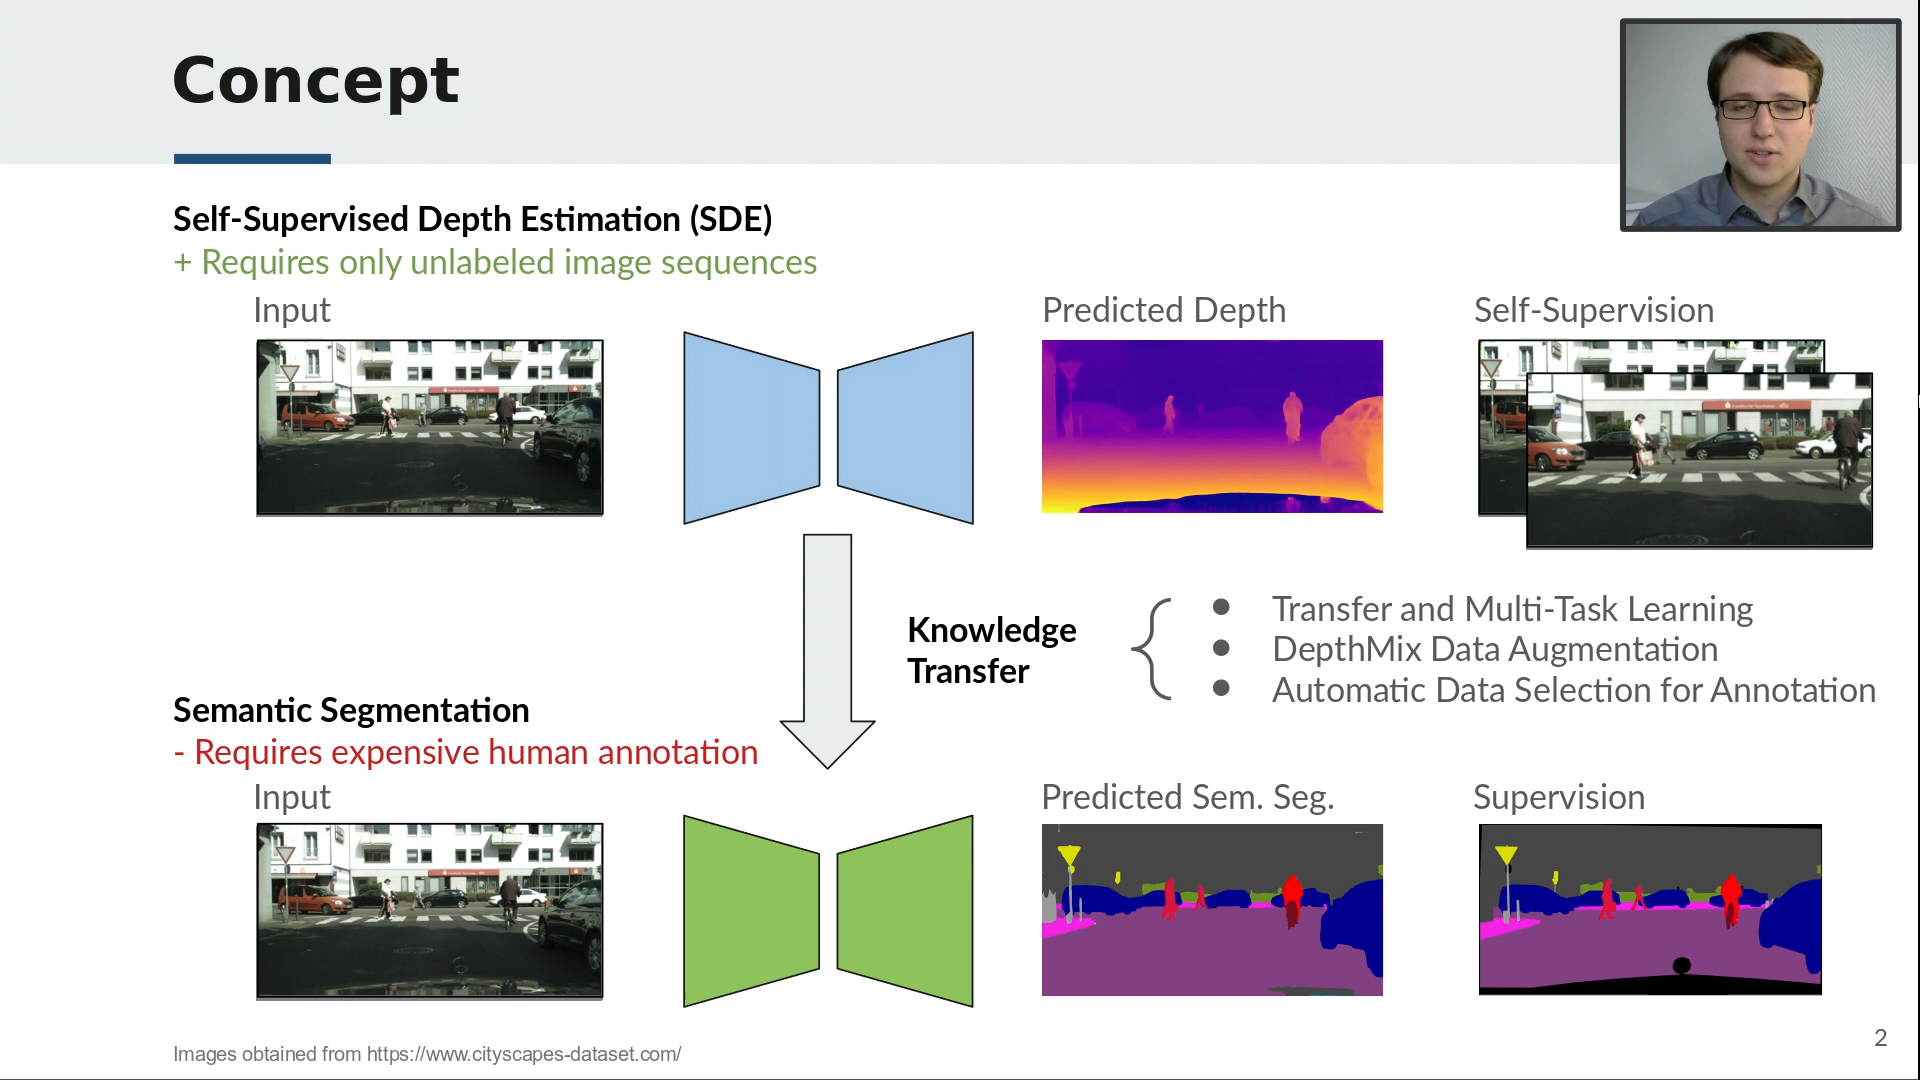 Concept
Self-Supervised Depth Estimation (SDE)
+ Requires only unlabeled image sequences
Input
Predicted Depth
Self-Supervision
Knowledge
Transfer
● Transfer and Multi-Task Learning
● DepthMix Data Augmentation
● Automatic Data Selection for Annotation
Semantic Segmentation
- Requires expensive human annotation
Input
Predicted Sem. Seg.
Supervision
Images obtained from https://www.cityscapes-dataset.com/
2